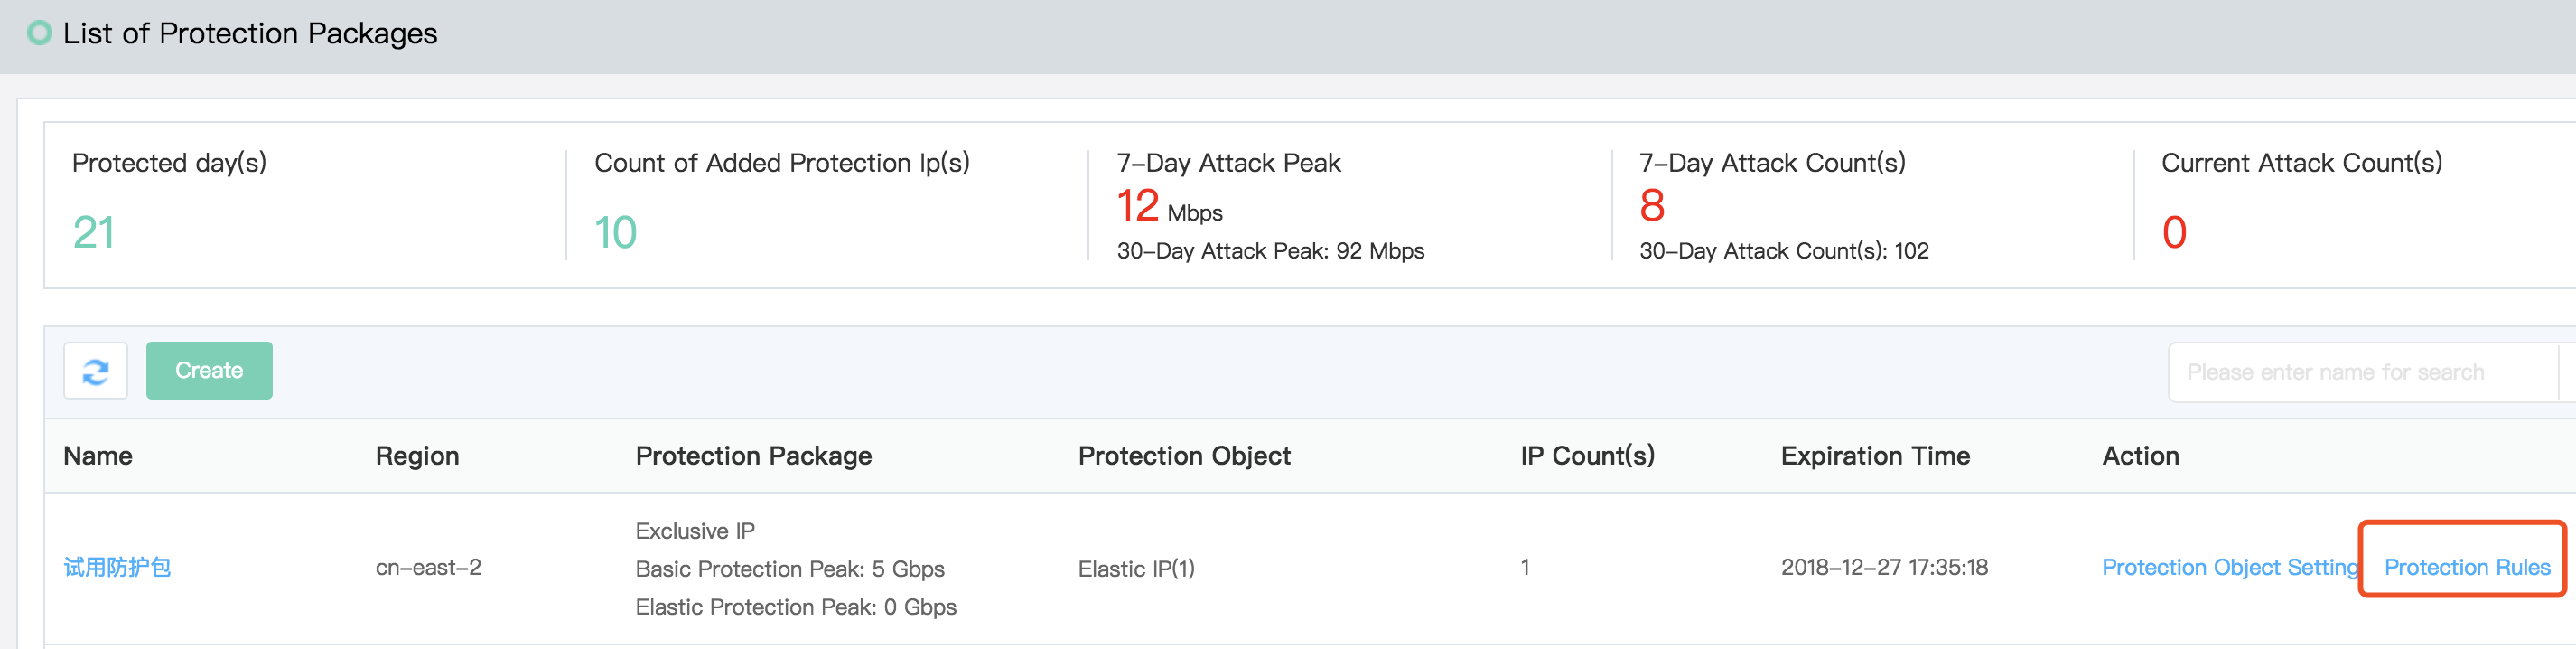 List of Protection Packages
Protected day(s)
21
Count of Added Protection Ip(s)
10
7-Day Attack Peak
12 Mbps
30-Day Attack Peak: 92 Mbps
7-Day Attack Count(s)
8
30-Day Attack Count(s): 102
Current Attack Count(s)
0
Create
Please enter name for search
Name Region Protection Package Protection Object IP Count(s) Expiration Time Action
试用防护包
cn-east-2
Exclusive IP
Basic Protection Peak: 5 Gbps
Elastic Protection Peak: 0 Gbps
Elastic IP(1)
1
2018-12-27 17:35:18
Protection Object Setting Protection Rules